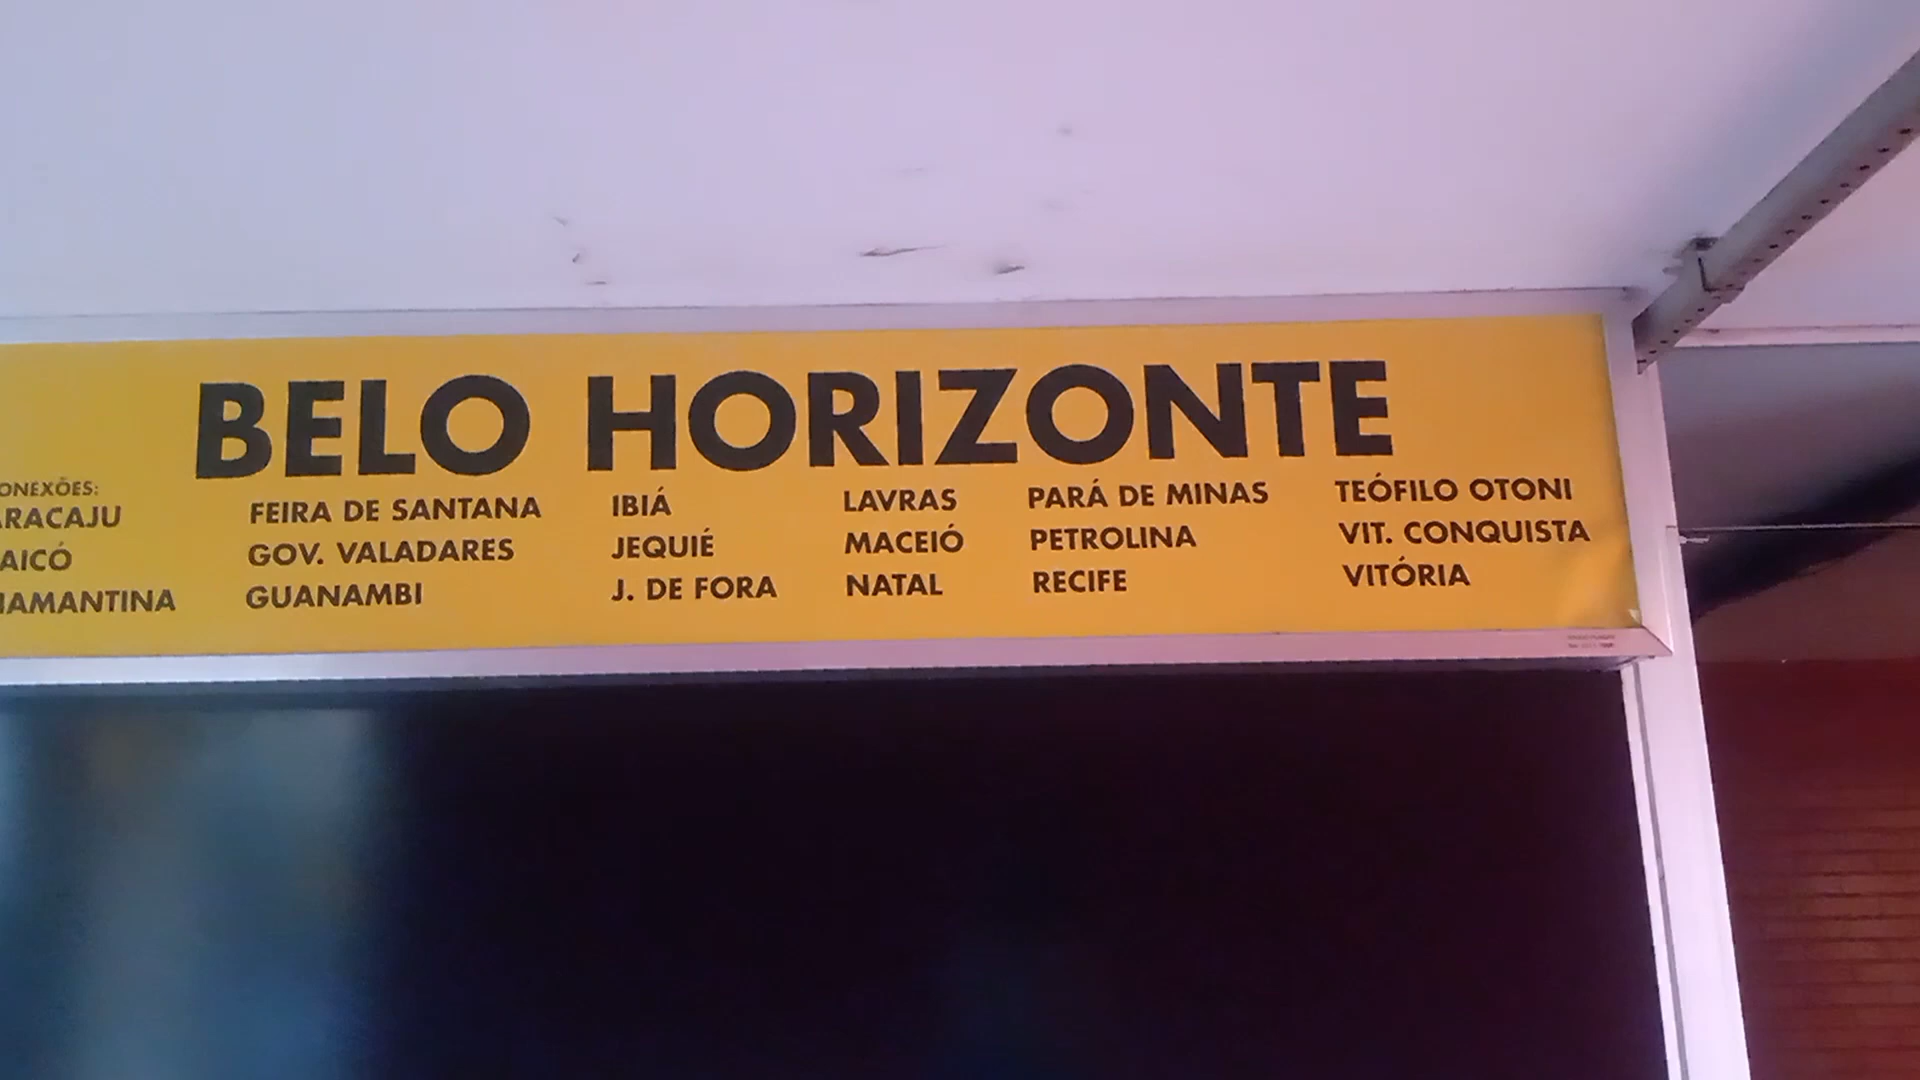 BELO HORIZONTE
ONEXÕES:
ARACAJU
AICÓ
IAMANTINA
FEIRA DE SANTANA
GOV. VALADARES
GUANAMBI
IBIÁ
JEQUIÉ
J. DE FORA
LAVRAS
MACEIÓ
NATAL
PARÁ DE MINAS
PETROLINA
RECIFE
TEÓFILO OTONI
VIT. CONQUISTA
VITÓRIA